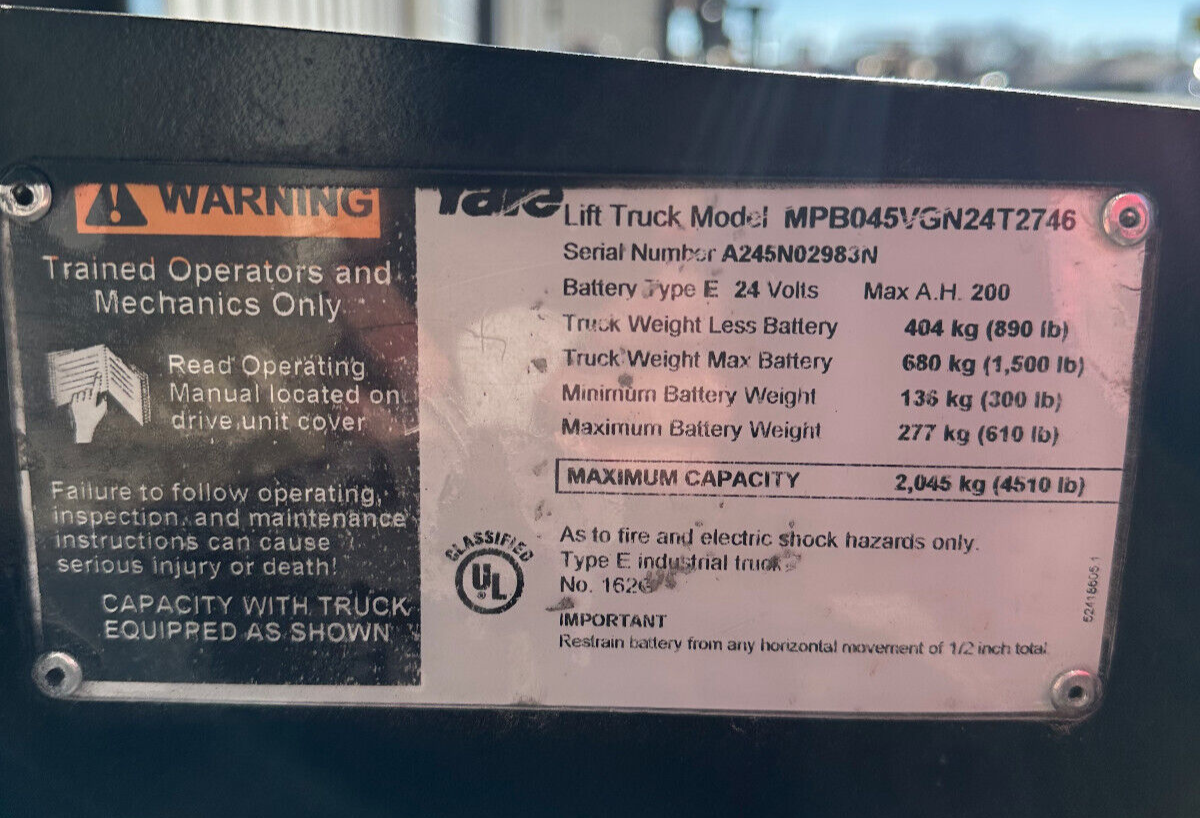 WARNING
Trained Operators and
Mechanics Only
Read Operating
Manual located on
drive unit cover
Failure to follow operating,
inspection, and maintenance
instructions can cause
serious injury or death!
CAPACITY WITH TRUCK
EQUIPPED AS SHOWN
Yale
Lift Truck Model MPB045VGN24T2746
Serial Number A245N02983N
Battery Type E 24 Volts Max A.H. 200
Truck Weight Less Battery 404 kg (890 lb)
Truck Weight Max Battery 680 kg (1,500 lb)
Minimum Battery Weight 136 kg (300 lb)
Maximum Battery Weight 277 kg (610 lb)
MAXIMUM CAPACITY 2,045 kg (4510 lb)
CLASSIFIED
UL
®
As to fire and electric shock hazards only.
Type E industrial truck
No.
IMPORTANT
Restrain battery from any horizontal movement of 1/2 inch total.